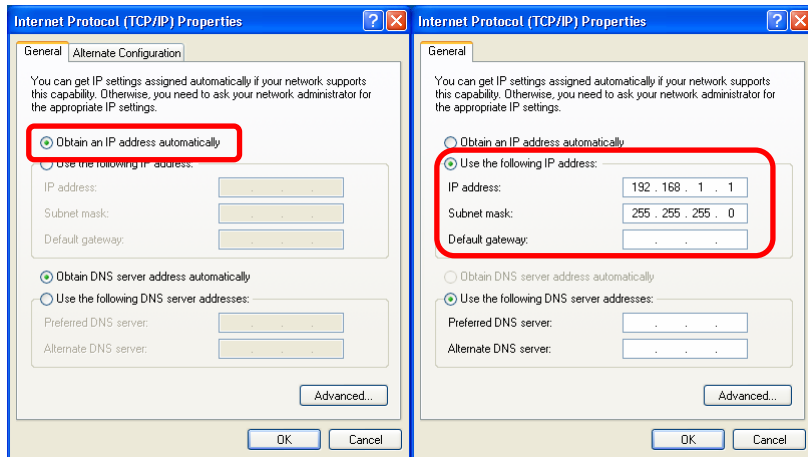 Internet Protocol (TCP/IP) Properties
General
Alternate Configuration
You can get IP settings assigned automatically if your network supports
this capability. Otherwise, you need to ask your network administrator for
the appropriate IP settings.
Obtain an IP address automatically
Use the following IP address:
IP address:
Subnet mask:
Default gateway:
Obtain DNS server address automatically
Use the following DNS server addresses:
Preferred DNS server:
Alternate DNS server:
Advanced...
OK
Cancel
Internet Protocol (TCP/IP) Properties
General
You can get IP settings assigned automatically if your network supports
this capability. Otherwise, you need to ask your network administrator for
the appropriate IP settings.
Obtain an IP address automatically
Use the following IP address:
IP address: 192 . 168 . 1 . 1
Subnet mask: 255 . 255 . 255 . 0
Default gateway:
Obtain DNS server address automatically
Use the following DNS server addresses:
Preferred DNS server:
Alternate DNS server:
Advanced...
OK
Cancel